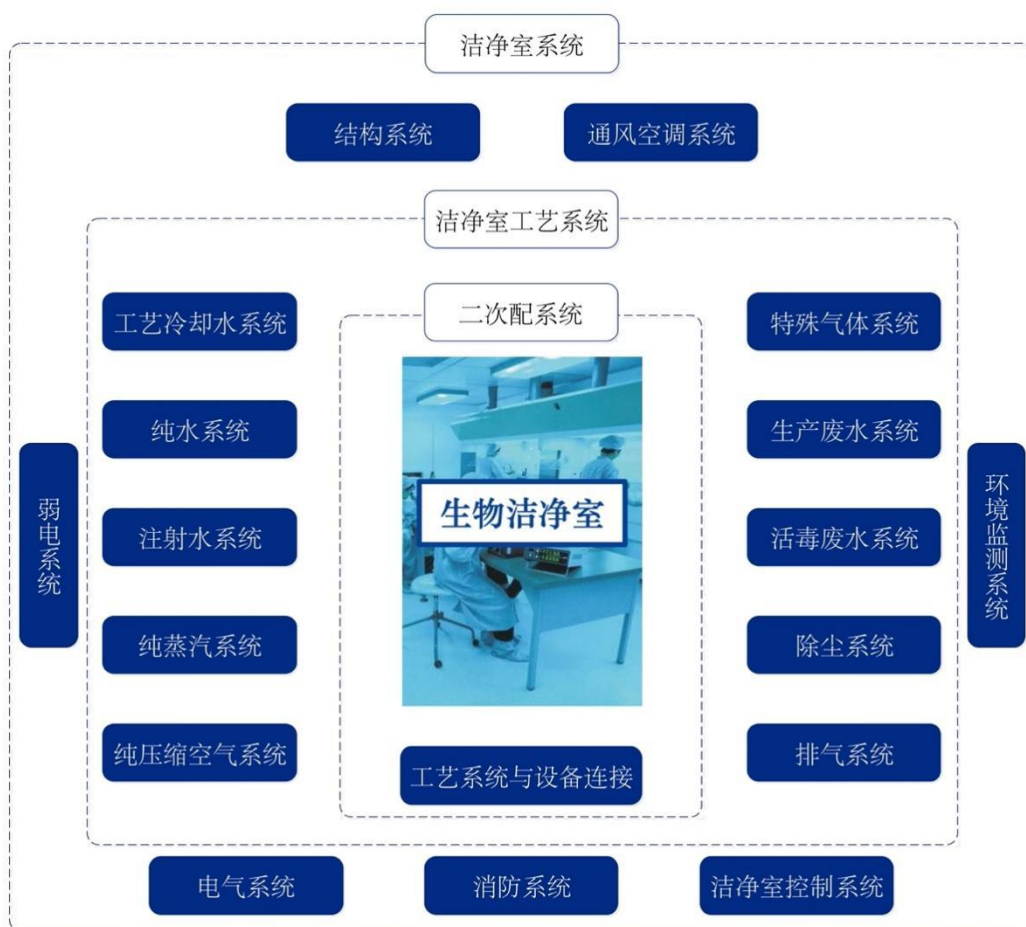 洁净室系统
结构系统
通风空调系统
洁净室工艺系统
工艺冷却水系统
二次配系统
特殊气体系统
纯水系统
生产废水系统
弱电系统
环境监测系统
生物洁净室
注射水系统
活毒废水系统
纯蒸汽系统
除尘系统
纯压缩空气系统
工艺系统与设备连接
排气系统
电气系统
消防系统
洁净室控制系统